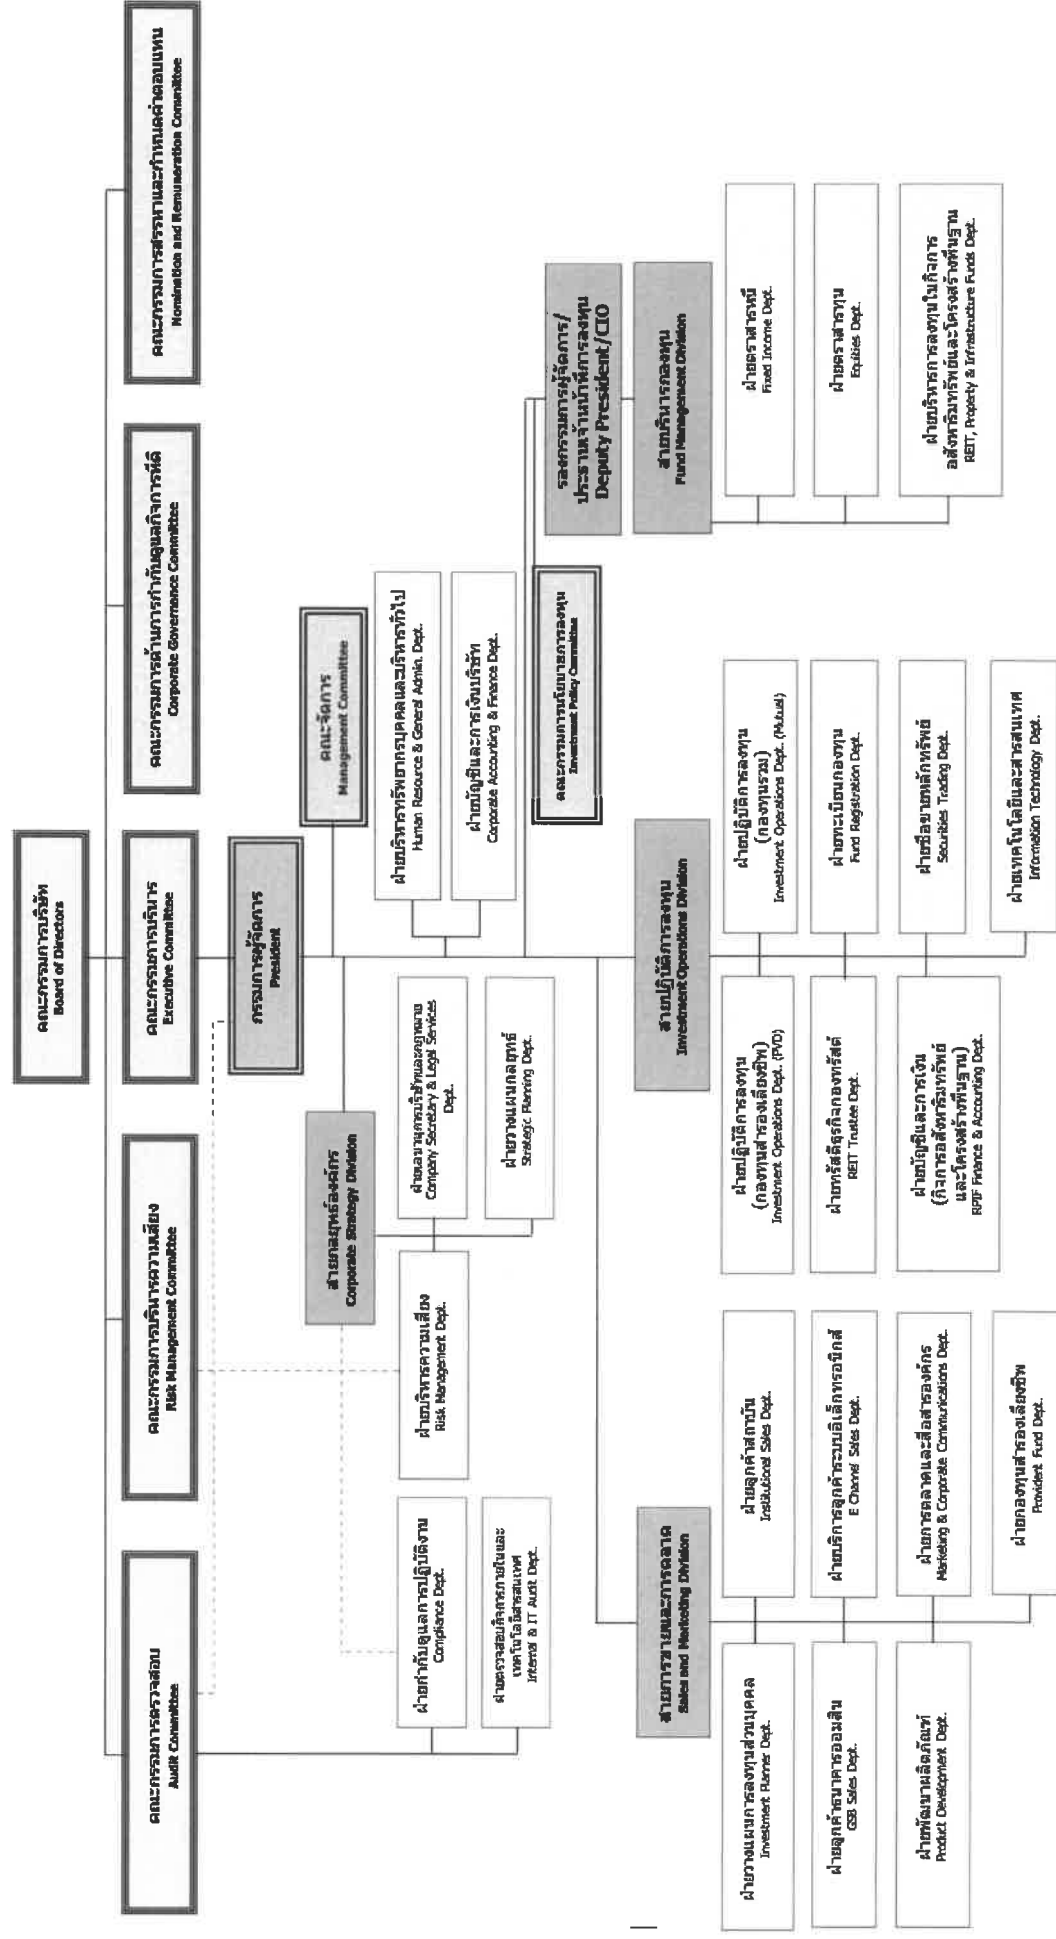 คณะกรรมการบริษัท
Board of Directors
คณะกรรมการตรวจสอบ
Audit Committee
คณะกรรมการบริหารความเสี่ยง
Risk Management Committee
คณะกรรมการบริหาร
Executive Committee
คณะกรรมการด้านการกำกับดูแลกิจการที่ดี
Corporate Governance Committee
คณะกรรมการสรรหาและกำหนดค่าตอบแทน
Nomination and Remuneration Committee
กรรมการผู้จัดการ
President
คณะจัดการ
Management Committee
สายกลยุทธ์องค์กร
Corporate Strategy Division
ฝ่ายกำกับดูแลการปฏิบัติงาน
Compliance Dept.
ฝ่ายบริหารความเสี่ยง
Risk Management Dept.
ฝ่ายเลขานุการบริษัทและกฎหมาย
Company Secretary & Legal Services
Dept.
ฝ่ายบริหารทรัพยากรบุคคลและบริหารทั่วไป
Human Resource & General Admin. Dept.
ฝ่ายตรวจสอบกิจการภายในและ
เทคโนโลยีสารสนเทศ
Internal & IT Audit Dept.
ฝ่ายวางแผนกลยุทธ์
Strategic Planning Dept.
ฝ่ายบัญชีและการเงินบริษัท
Corporate Accounting & Finance Dept.
คณะกรรมการนโยบายการลงทุน
Investment Policy Committee
รองกรรมการผู้จัดการ/
ประธานเจ้าหน้าที่การลงทุน
Deputy President/CIO
สายการขายและการตลาด
Sales and Marketing Division
สายปฏิบัติการลงทุน
Investment Operations Division
สายบริหารกองทุน
Fund Management Division
ฝ่ายวางแผนการลงทุนส่วนบุคคล
Investment Planner Dept.
ฝ่ายลูกค้าสถาบัน
Institutional Sales Dept.
ฝ่ายปฏิบัติการลงทุน
(กองทุนสำรองเลี้ยงชีพ)
Investment Operations Dept. (PVD)
ฝ่ายปฏิบัติการลงทุน
(กองทุนรวม)
Investment Operations Dept. (Mutual)
ฝ่ายตราสารหนี้
Fixed Income Dept.
ฝ่ายลูกค้าธนาคารออมสิน
GSB Sales Dept.
ฝ่ายบริการลูกค้าระบบอิเล็กทรอนิกส์
E Channel Sales Dept.
ฝ่ายทรัสตีธุรกิจกองทรัสต์
REIT Trustee Dept.
ฝ่ายทะเบียนกองทุน
Fund Registration Dept.
ฝ่ายตราสารทุน
Equities Dept.
ฝ่ายพัฒนาผลิตภัณฑ์
Product Development Dept.
ฝ่ายการตลาดและสื่อสารองค์กร
Marketing & Corporate Communications Dept.
ฝ่ายบัญชีและการเงิน
(กิจการอสังหาริมทรัพย์
และโครงสร้างพื้นฐาน)
RPIF Finance & Accounting Dept.
ฝ่ายซื้อขายหลักทรัพย์
Securities Trading Dept.
ฝ่ายบริหารการลงทุนในกิจการ
อสังหาริมทรัพย์และโครงสร้างพื้นฐาน
REIT, Property & Infrastructure Funds Dept.
ฝ่ายกองทุนสำรองเลี้ยงชีพ
Provident Fund Dept.
ฝ่ายเทคโนโลยีและสารสนเทศ
Information Technology Dept.